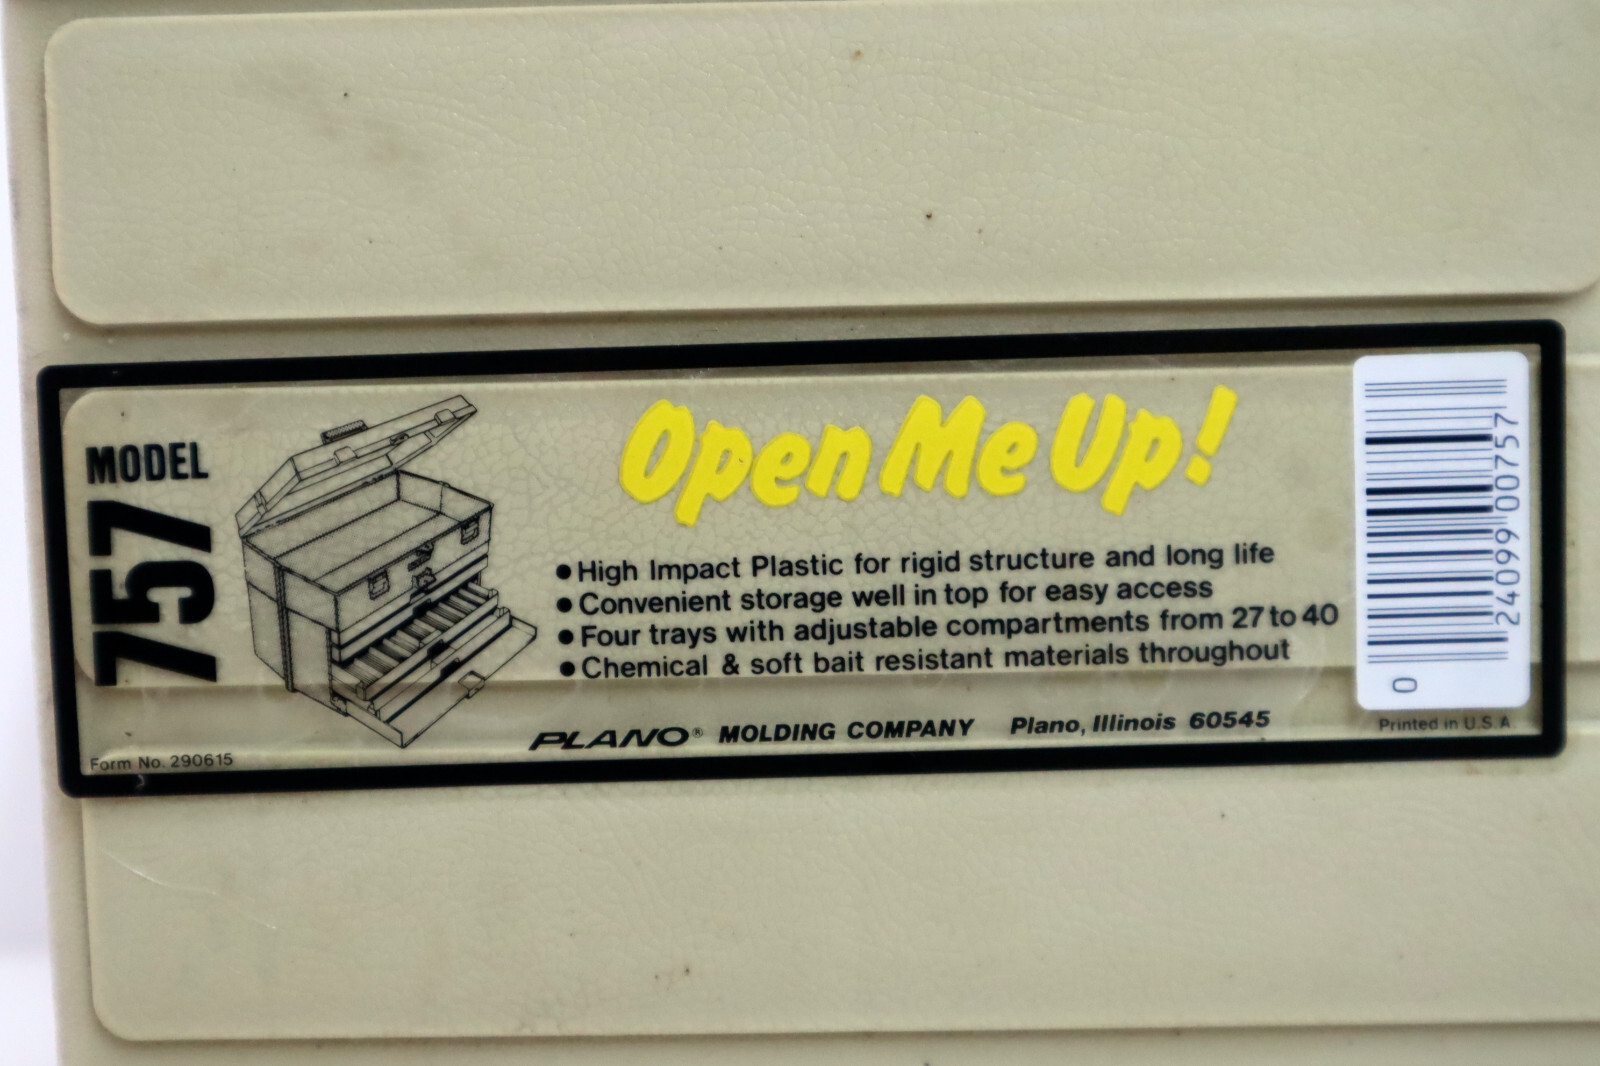 MODEL
757
Open Me Up!
• High Impact Plastic for rigid structure and long life
• Convenient storage well in top for easy access
• Four trays with adjustable compartments from 27 to 40
• Chemical & soft bait resistant materials throughout
PLANO® MOLDING COMPANY Plano, Illinois 60545
Form No. 290615
0 24099 00757
Printed in U.S.A.